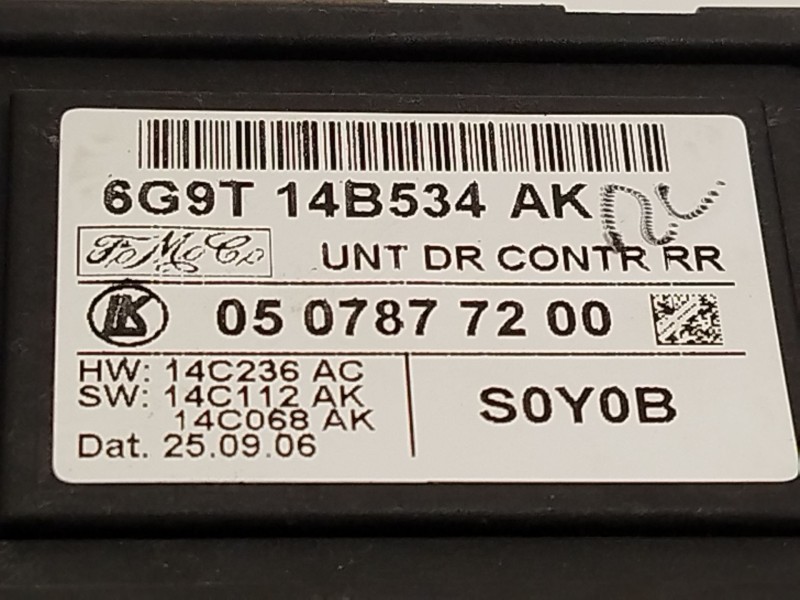 6G9T 14B534 AK
FoMoCo UNT DR CONTR RR
05 0787 72 00
HW: 14C236 AC
SW: 14C112 AK
14C068 AK
Dat. 25.09.06
S0Y0B